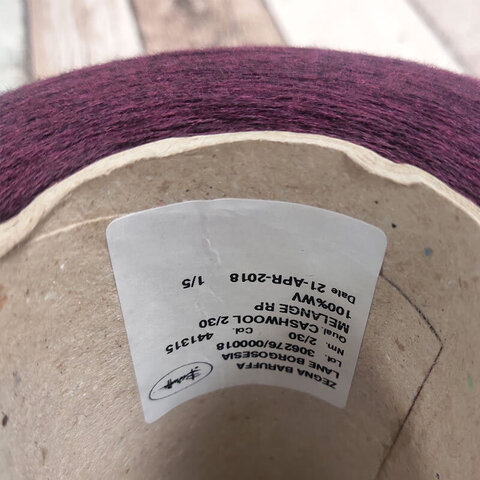 ZEGNA BARUFFA
LANE BORGOSESIA
Lot. 306276/000018
Nm. 2/30 Col. 441315
Qual CASHWOOL 2/30
MELANGE RP
100%WV
Date 21-APR-2018 1/5